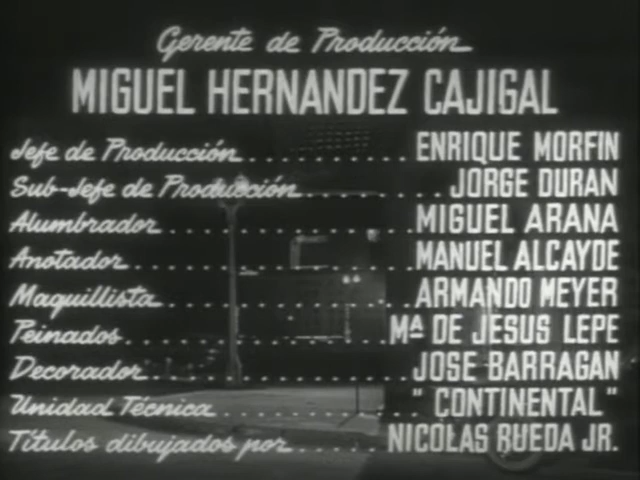 Gerente de Producción
MIGUEL HERNANDEZ CAJIGAL
Jefe de Producción.......... ENRIQUE MORFIN
Sub-Jefe de Producción......... JORGE DURAN
Alumbrador................ MIGUEL ARANA
Anotador.................. MANUEL ALCAYDE
Maquillista................ ARMANDO MEYER
Peinados................. Mª DE JESUS LEPE
Decorador................. JOSE BARRAGAN
Unidad Técnica............. "CONTINENTAL"
Títulos dibujados por...... NICOLAS RUEDA JR.